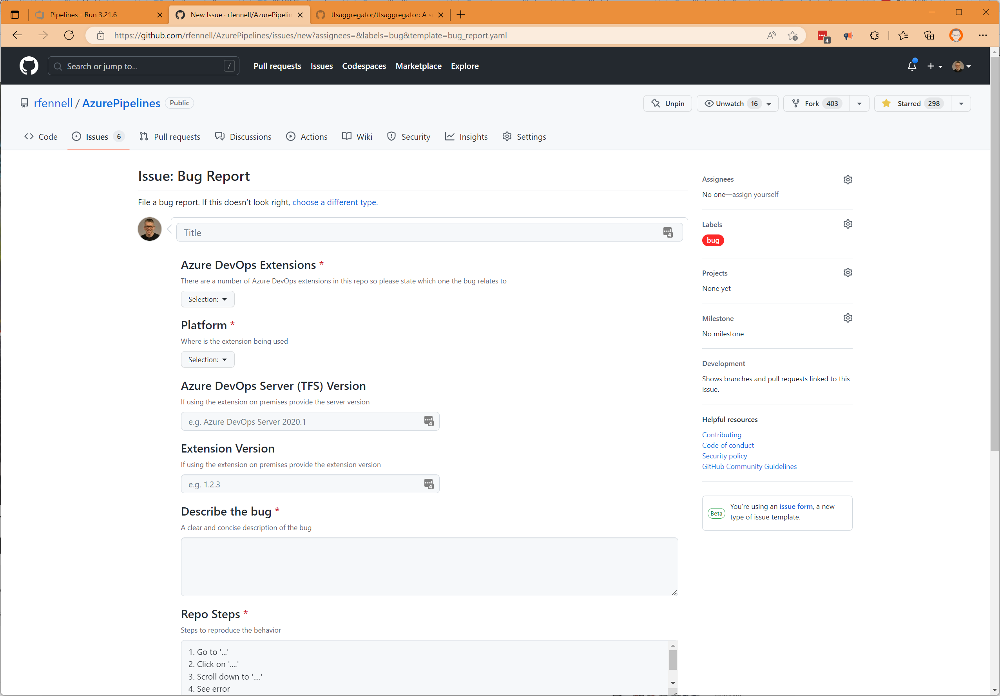 Pipelines - Run 3.21.6
New Issue · rfennell/AzurePipelin
tfsaggregator/tfsaggregator: A s
https://github.com/rfennell/AzurePipelines/issues/new?assignees=&labels=bug&template=bug_report.yaml
4
Search or jump to...
/
Pull requests
Issues
Codespaces
Marketplace
Explore
rfennell / AzurePipelines
Public
Unpin
Unwatch 16
Fork 403
Starred 298
Code
Issues 6
Pull requests
Discussions
Actions
Wiki
Security
Insights
Settings
Issue: Bug Report
File a bug report. If this doesn’t look right, choose a different type.
Title
4
Azure DevOps Extensions *
There are a number of Azure DevOps extensions in this repo so please state which one the bug relates to
Selection:
Platform *
Where is the extension being used
Selection:
Azure DevOps Server (TFS) Version
If using the extension on premises provide the server version
e.g. Azure DevOps Server 2020.1
4
Extension Version
If using the extension on premises provide the extension version
e.g. 1.2.3
4
Describe the bug *
A clear and concise description of the bug
Repo Steps *
Steps to reproduce the behavior
1. Go to '...'
2. Click on '....'
3. Scroll down to '....'
4. See error
Assignees
No one—assign yourself
Labels
bug
Projects
None yet
Milestone
No milestone
Development
Shows branches and pull requests linked to this
issue.
Helpful resources
Contributing
Code of conduct
Security policy
GitHub Community Guidelines
Beta
You're using an issue form, a new
type of issue template.